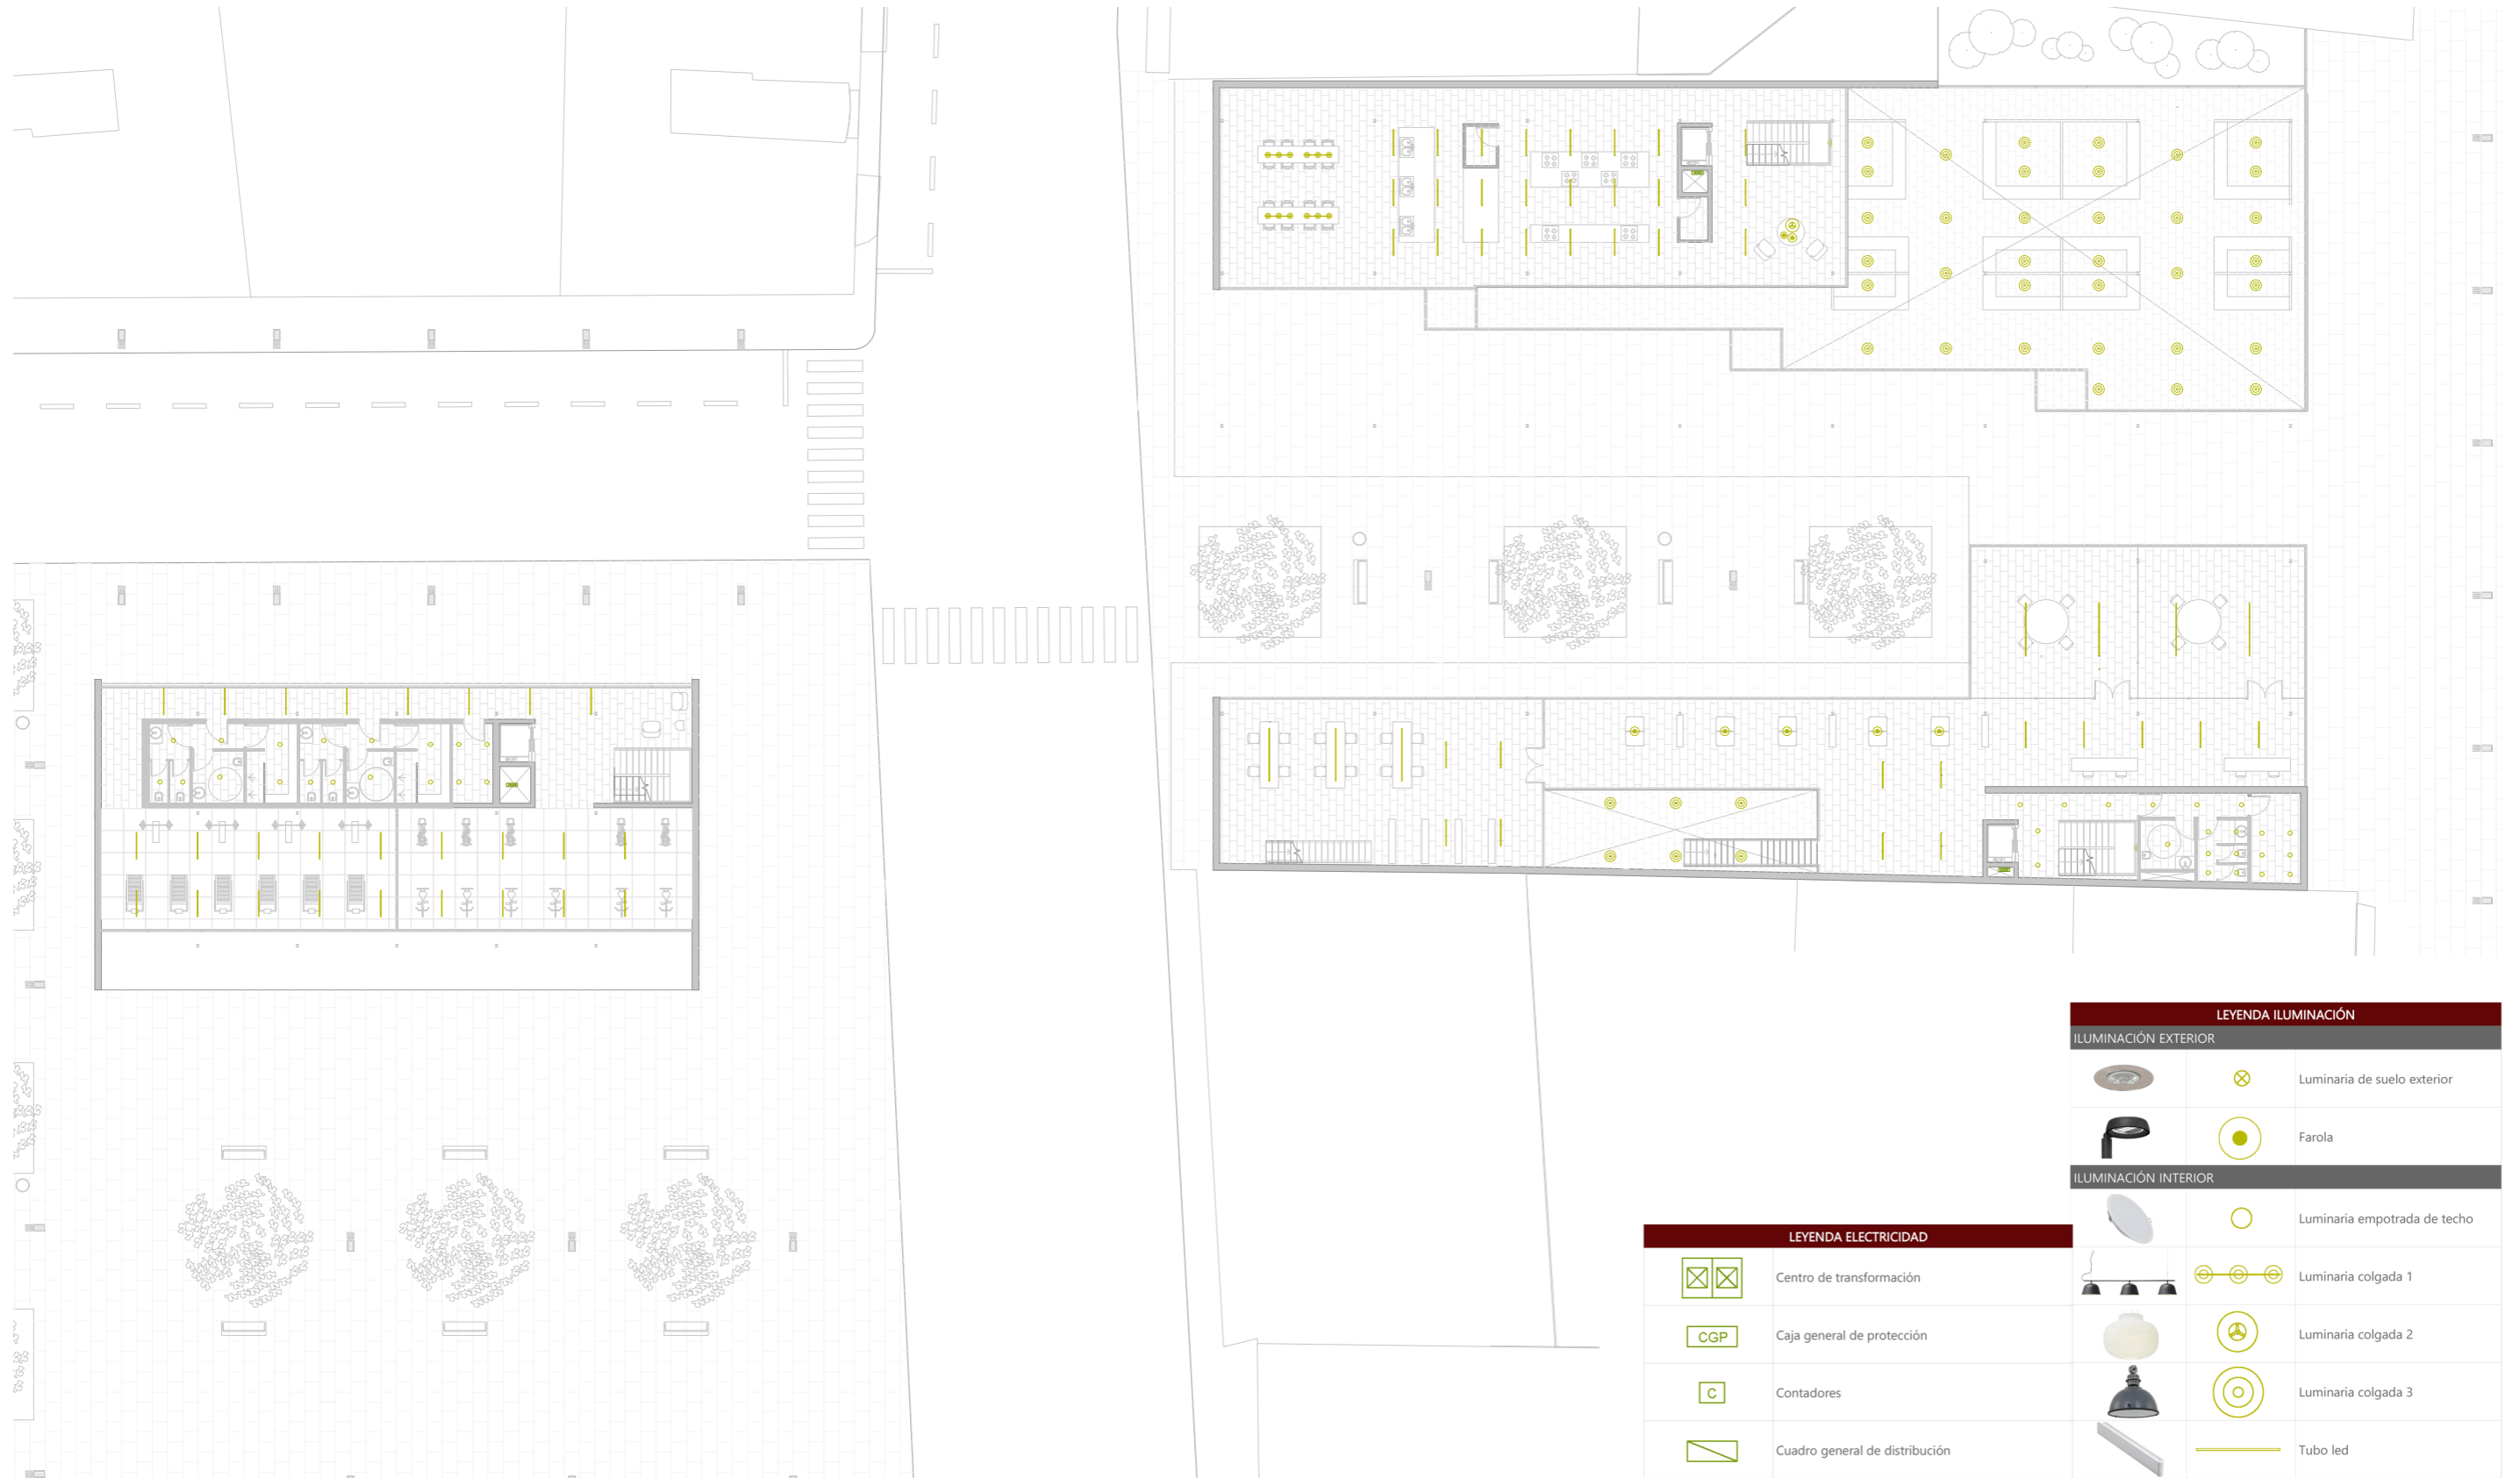 LEYENDA ILUMINACIÓN
ILUMINACIÓN EXTERIOR
Luminaria de suelo exterior
Farola
ILUMINACIÓN INTERIOR
Luminaria empotrada de techo
Luminaria colgada 1
Luminaria colgada 2
Luminaria colgada 3
Tubo led
LEYENDA ELECTRICIDAD
Centro de transformación
CGP Caja general de protección
C Contadores
Cuadro general de distribución